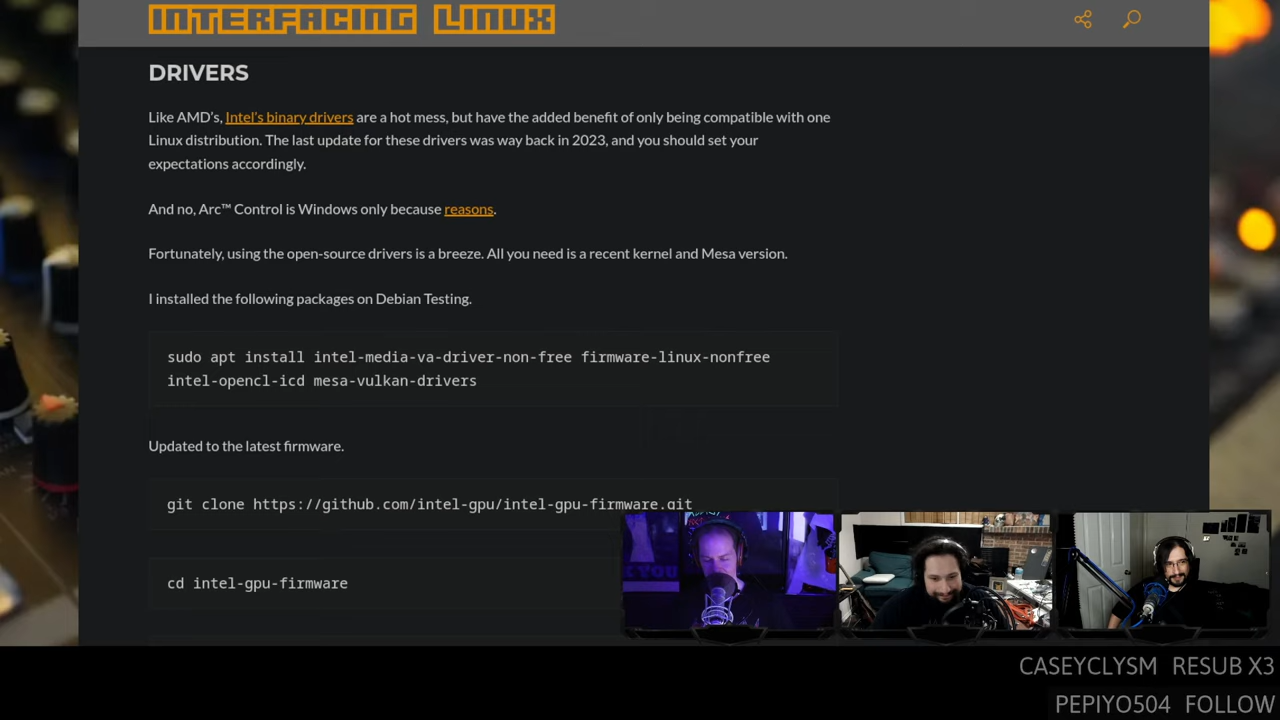 INTERFACING LINUX
DRIVERS
Like AMD's, Intel's binary drivers are a hot mess, but have the added benefit of only being compatible with one
Linux distribution. The last update for these drivers was way back in 2023, and you should set your
expectations accordingly.
And no, Arc™ Control is Windows only because reasons.
Fortunately, using the open-source drivers is a breeze. All you need is a recent kernel and Mesa version.
I installed the following packages on Debian Testing.
sudo apt install intel-media-va-driver-non-free firmware-linux-nonfree
intel-opencl-icd mesa-vulkan-drivers
Updated to the latest firmware.
git clone https://github.com/intel-gpu/intel-gpu-firmware.git
cd intel-gpu-firmware
CASEYCLYSM RESUB X3
PEPIYO504 FOLLOW